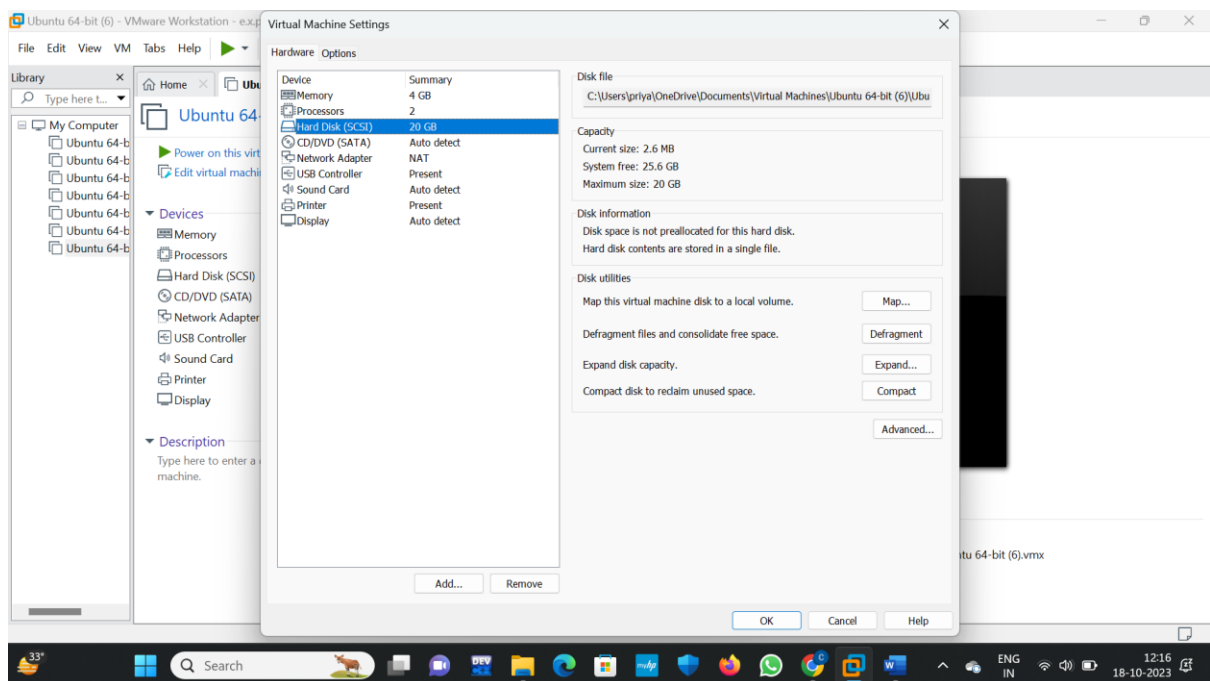 Ubuntu 64-bit (6) - VMware Workstation - e.x.p
File Edit View VM Tabs Help
Library
Type here t...
My Computer
Ubuntu 64-b
Ubuntu 64-b
Ubuntu 64-b
Ubuntu 64-b
Ubuntu 64-b
Ubuntu 64-b
Ubuntu 64-b
Home
Ubu
Ubuntu 64-
Power on this virt
Edit virtual machi
Devices
Memory
Processors
Hard Disk (SCSI)
CD/DVD (SATA)
Network Adapter
USB Controller
Sound Card
Printer
Display
Description
Type here to enter a
machine.
Virtual Machine Settings
Hardware Options
Device Summary
Memory 4 GB
Processors 2
Hard Disk (SCSI) 20 GB
CD/DVD (SATA) Auto detect
Network Adapter NAT
USB Controller Present
Sound Card Auto detect
Printer Present
Display Auto detect
Add... Remove
Disk file
C:\Users\priya\OneDrive\Documents\Virtual Machines\Ubuntu 64-bit (6)\Ubu
Capacity
Current size: 2.6 MB
System free: 25.6 GB
Maximum size: 20 GB
Disk information
Disk space is not preallocated for this hard disk.
Hard disk contents are stored in a single file.
Disk utilities
Map this virtual machine disk to a local volume. Map...
Defragment files and consolidate free space. Defragment
Expand disk capacity. Expand...
Compact disk to reclaim unused space. Compact
Advanced...
OK Cancel Help
itu 64-bit (6).vmx
33°
Search
DEV
myhp
W
ENG
IN
12:16
18-10-2023